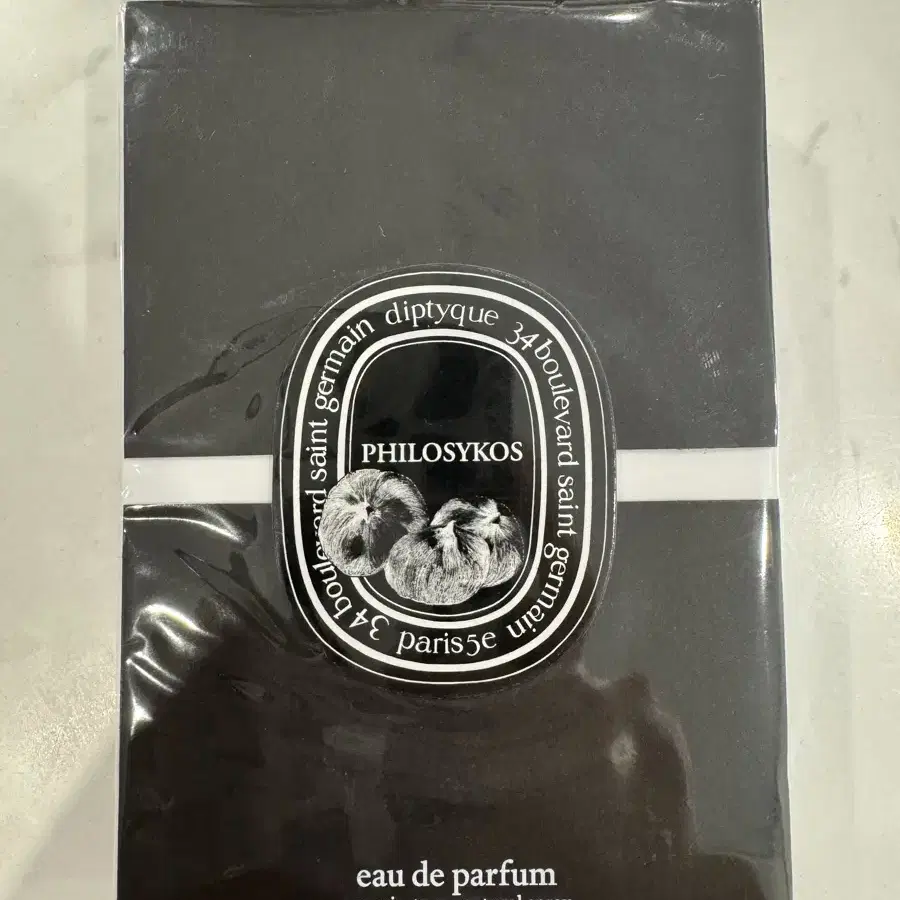 diptyque 34 boulevard saint germain
paris 5e
34 boulevard saint germain
PHILOSYKOS
eau de parfum